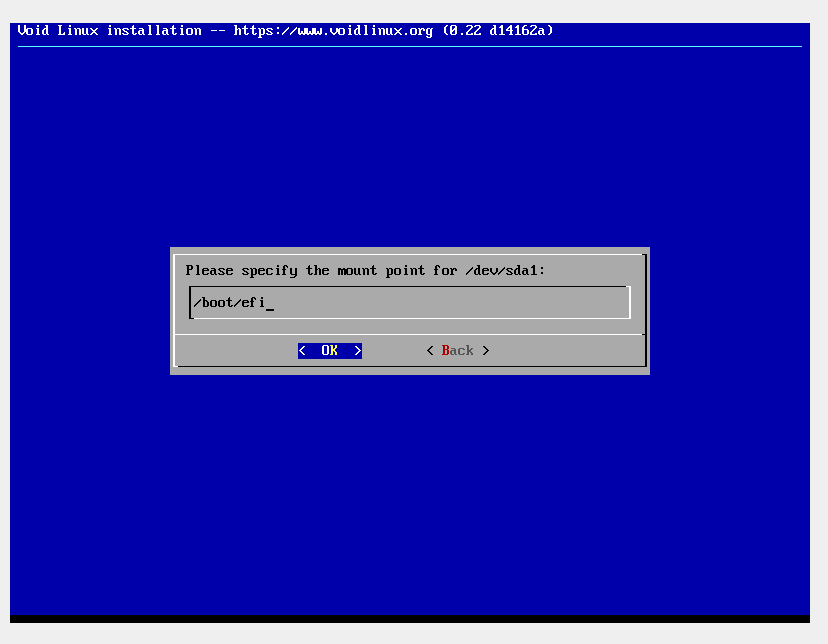 Void Linux installation -- https://www.voidlinux.org (0.22 d14162a)
Please specify the mount point for /dev/sda1:
/boot/efi_
< OK > < Back >